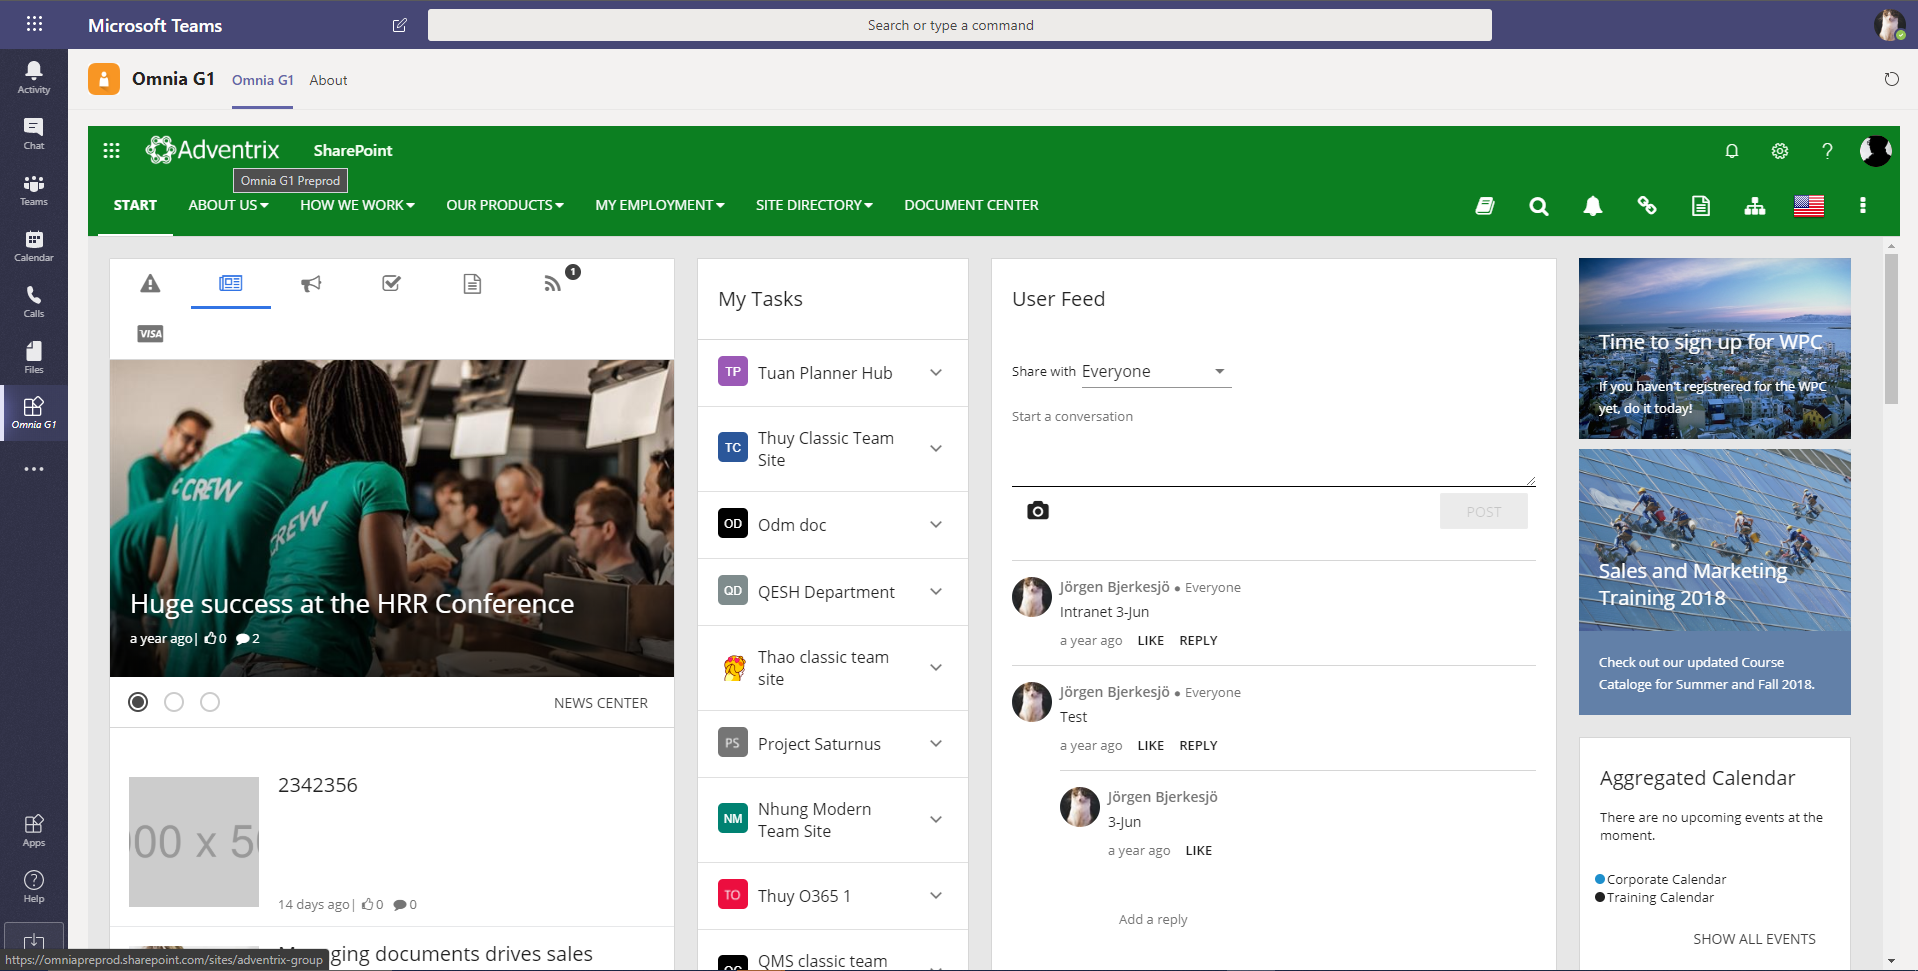 Microsoft Teams
Search or type a command
Activity
Chat
Teams
Calendar
Calls
Files
Omnia G1
Apps
Help
Omnia G1
Omnia G1
About
Adventrix
SharePoint
Omnia G1 Preprod
START
ABOUT US
HOW WE WORK
OUR PRODUCTS
MY EMPLOYMENT
SITE DIRECTORY
DOCUMENT CENTER
1
VISA
CREW
CREW
Huge success at the HRR Conference
a year ago| 0 2
NEWS CENTER
2342356
00 x 50
14 days ago| 0 0
ging documents drives sales
https://omniapreprod.sharepoint.com/sites/adventrix-group
My Tasks
TP Tuan Planner Hub
TC Thuy Classic Team
Site
OD Odm doc
QD QESH Department
Thao classic team
site
PS Project Saturnus
NM Nhung Modern
Team Site
TO Thuy O365 1
QMS classic team
User Feed
Share with Everyone
Start a conversation
POST
Jörgen Bjerkesjö • Everyone
Intranet 3-Jun
a year ago LIKE REPLY
Jörgen Bjerkesjö • Everyone
Test
a year ago LIKE REPLY
Jörgen Bjerkesjö
3-Jun
a year ago LIKE
Add a reply
Time to sign up for WPC
If you haven't registrered for the WPC
yet, do it today!
Sales and Marketing
Training 2018
Check out our updated Course
Cataloge for Summer and Fall 2018.
Aggregated Calendar
There are no upcoming events at the
moment.
Corporate Calendar
Training Calendar
SHOW ALL EVENTS